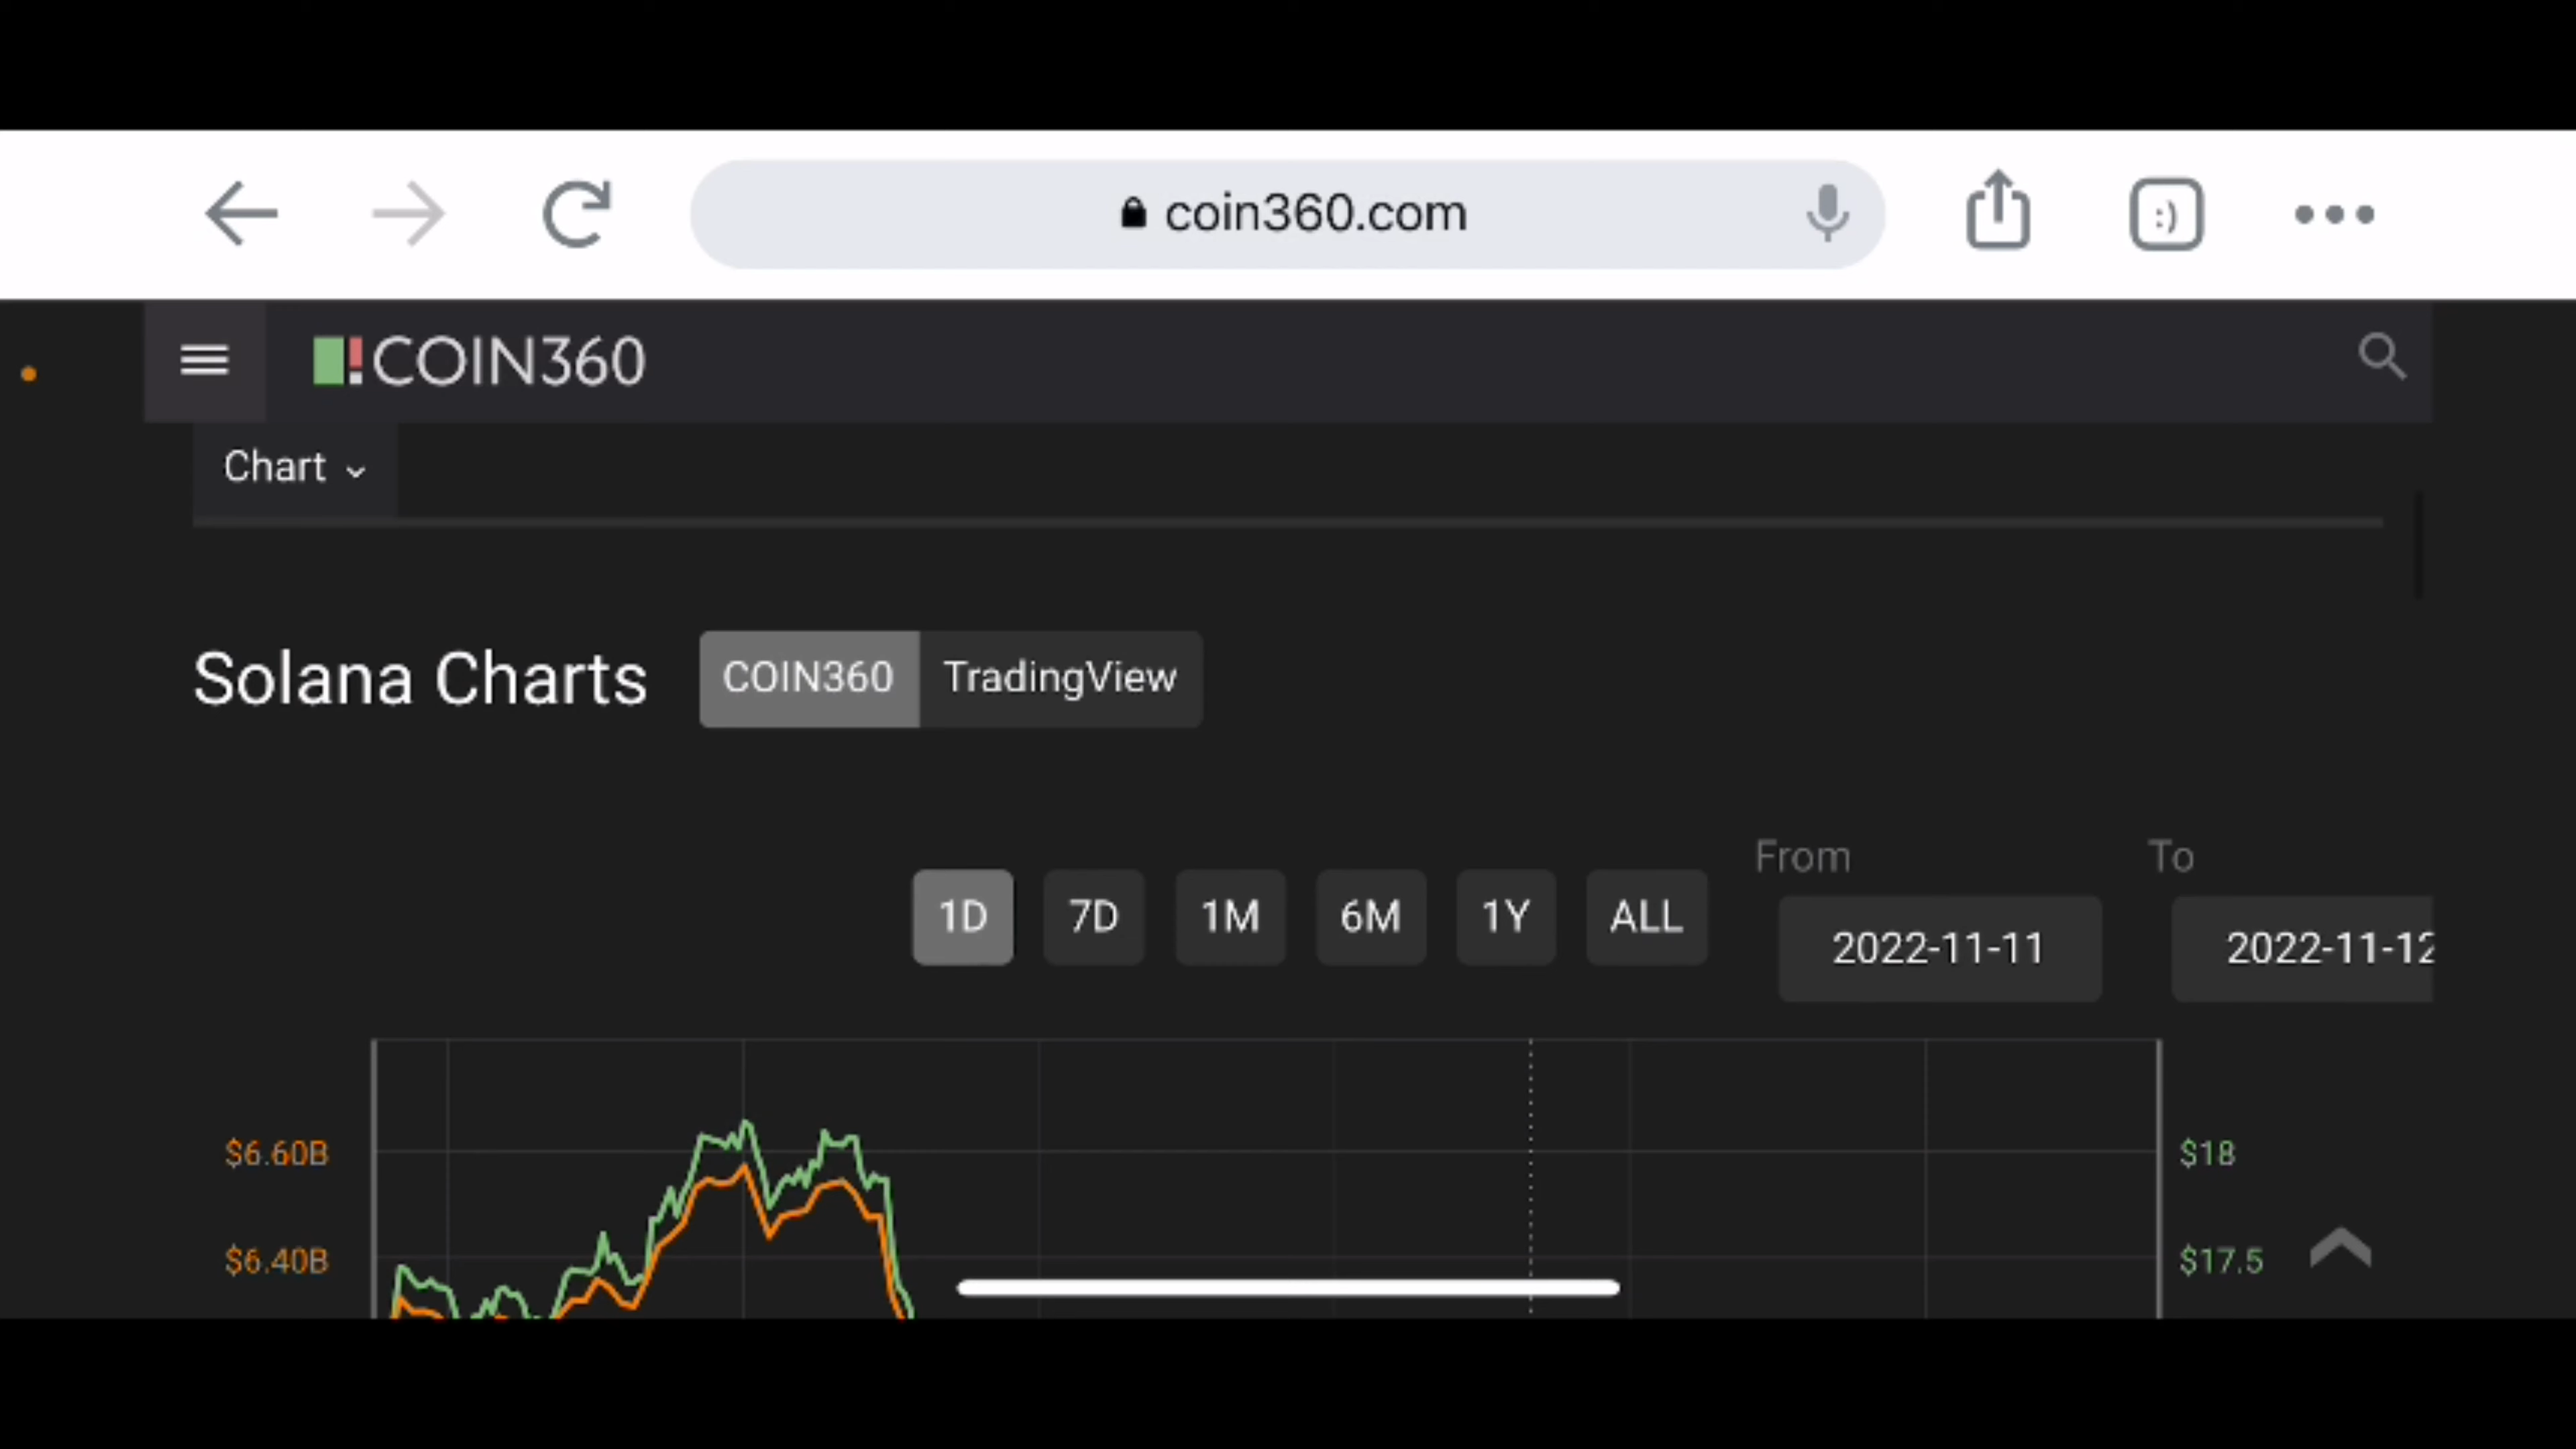 coin360.com
:)
COIN360
Chart
Solana Charts COIN360 TradingView
From To
1D 7D 1M 6M 1Y ALL 2022-11-11 2022-11-12
$6.60B $18
$6.40B $17.5